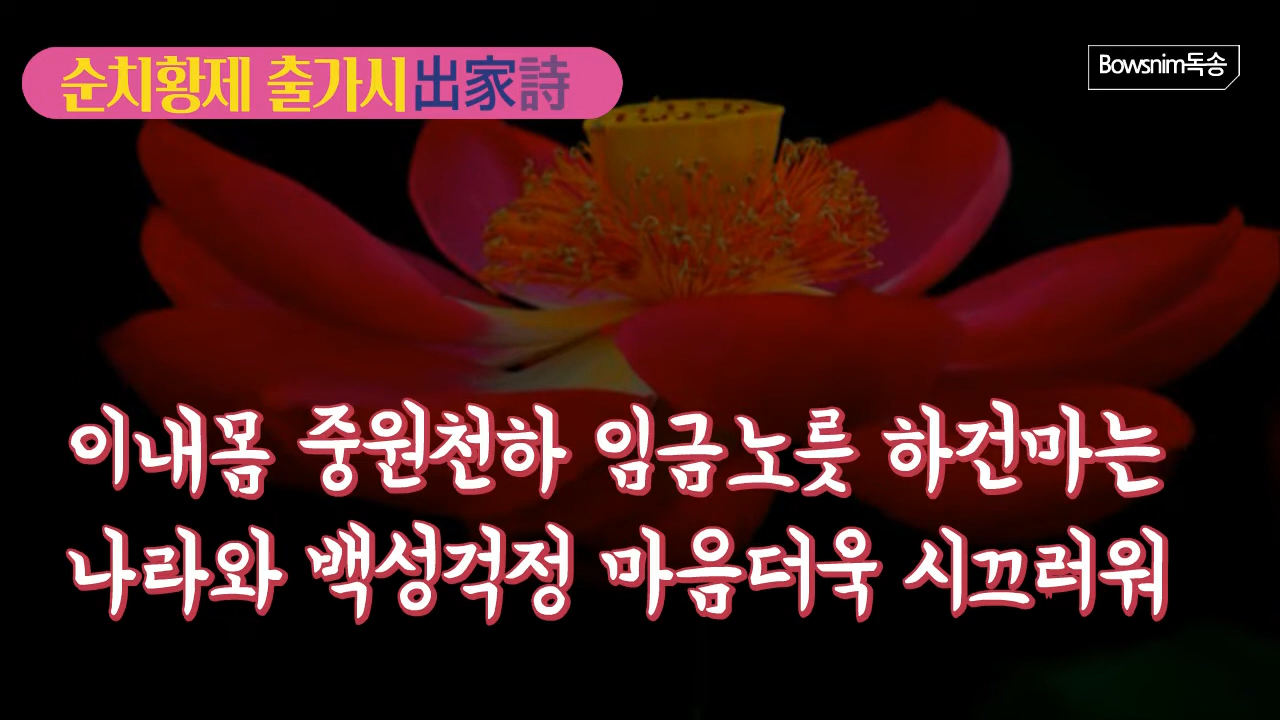 순치황제 출가시出家詩
Bowsnim독송
이내몸 중원천하 임금노릇 하건마는
나라와 백성걱정 마음더욱 시끄러워